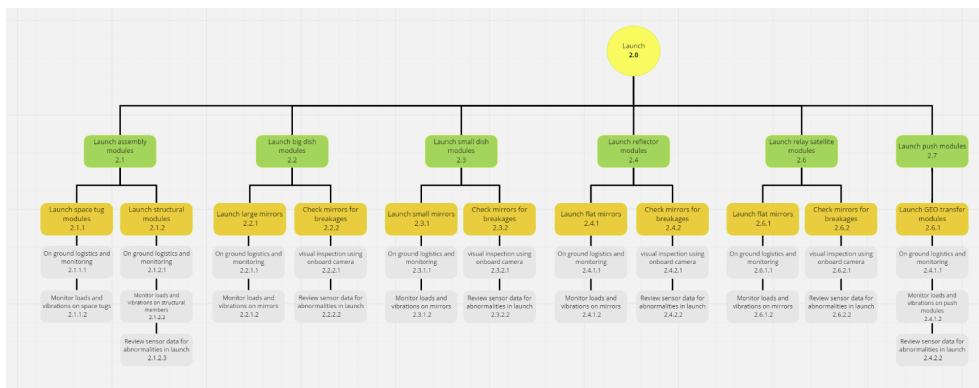 Launch
2.0
Launch assembly
modules
2.1
Launch big dish
modules
2.2
Launch small dish
modules
2.3
Launch reflector
modules
2.4
Launch relay satellite
modules
2.6
Launch push modules
2.7
Launch space tug
modules
2.1.1
Launch structural
modules
2.1.2
Launch large mirrors
2.2.1
Check mirrors for
breakages
2.2.2
Launch small mirrors
2.3.1
Check mirrors for
breakages
2.3.2
Launch flat mirrors
2.4.1
Check mirrors for
breakages
2.4.2
Launch flat mirrors
2.6.1
Check mirrors for
breakages
2.6.2
Launch GEO transfer
modules
2.6.1
On ground logistics and
monitoring
2.1.1.1
On ground logistics and
monitoring
2.1.2.1
On ground logistics and
monitoring
2.2.1.1
visual inspection using
onboard camera
2.2.2.1
On ground logistics and
monitoring
2.3.1.1
visual inspection using
onboard camera
2.3.2.1
On ground logistics and
monitoring
2.4.1.1
visual inspection using
onboard camera
2.4.2.1
On ground logistics and
monitoring
2.6.1.1
visual inspection using
onboard camera
2.6.2.1
On ground logistics and
monitoring
2.4.1.1
Monitor loads and
vibrations on space tugs
2.1.1.2
Monitor loads and
vibrations on structural
members
2.1.2.2
Monitor loads and
vibrations on mirrors
2.2.1.2
Review sensor data for
abnormalities in launch
2.2.2.2
Monitor loads and
vibrations on mirrors
2.3.1.2
Review sensor data for
abnormalities in launch
2.3.2.2
Monitor loads and
vibrations on mirrors
2.4.1.2
Review sensor data for
abnormalities in launch
2.4.2.2
Monitor loads and
vibrations on mirrors
2.6.1.2
Review sensor data for
abnormalities in launch
2.6.2.2
Monitor loads and
vibrations on push
modules
2.4.1.2
Review sensor data for
abnormalities in launch
2.1.2.3
Review sensor data for
abnormalities in launch
2.4.2.2